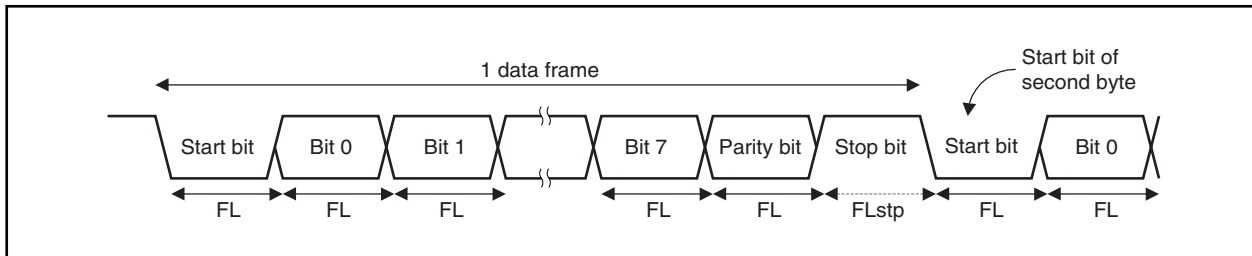 1 data frame
Start bit of
second byte
Start bit
Bit 0
Bit 1
Bit 7
Parity bit
Stop bit
Start bit
Bit 0
FL
FL
FL
FL
FL
FLstp
FL
FL